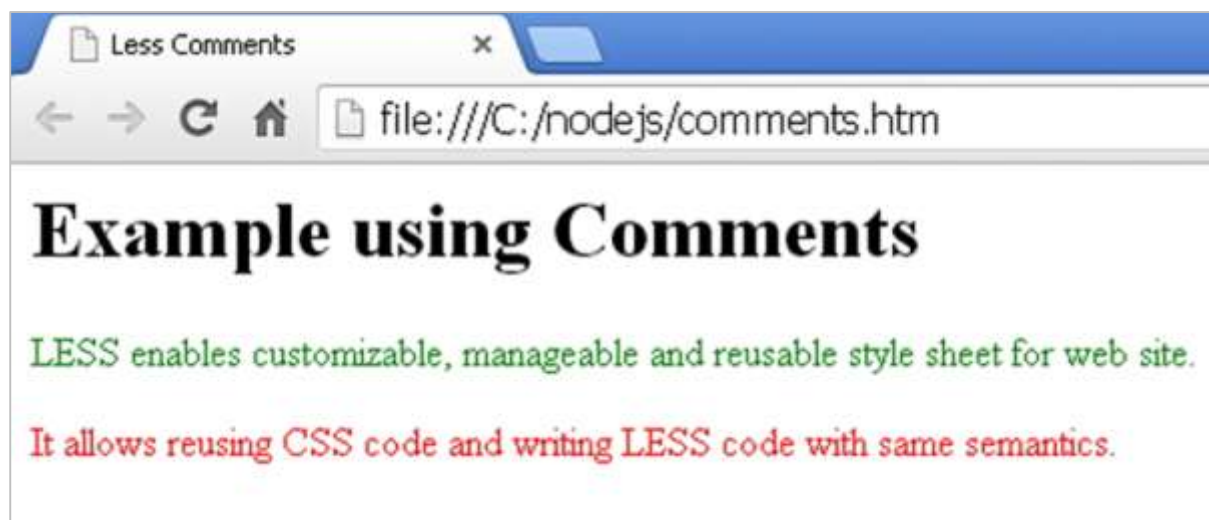 Less Comments
file:///C:/nodejs/comments.htm
Example using Comments
LESS enables customizable, manageable and reusable style sheet for web site.
It allows reusing CSS code and writing LESS code with same semantics.